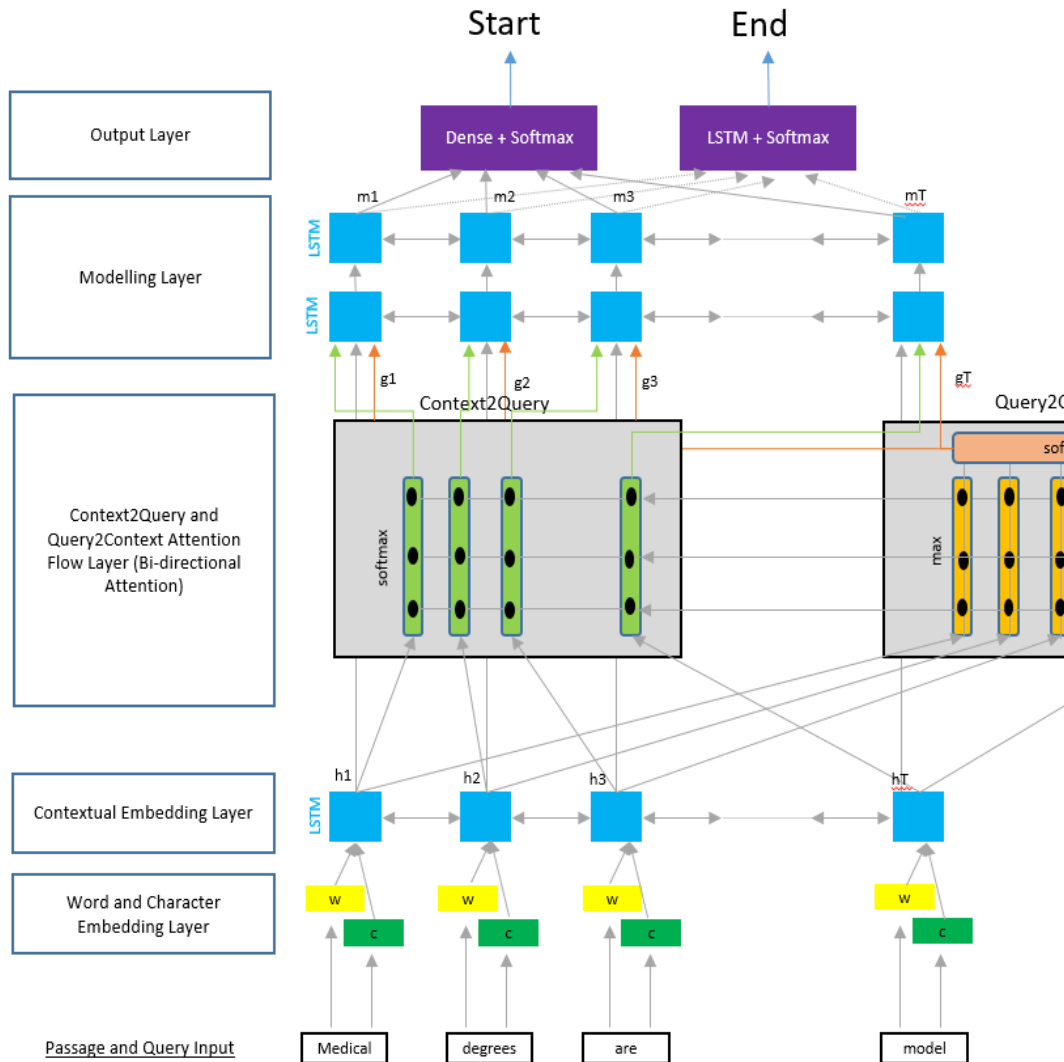 Start
End
Output Layer
Dense + Softmax
LSTM + Softmax
m1
m2
m3
mT
Modelling Layer
LSTM
LSTM
g1
g2
g3
gT
Context2Query
Query2C
Context2Query and
Query2Context Attention
Flow Layer (Bi-directional
Attention)
sof
softmax
max
h1
h2
h3
hT
Contextual Embedding Layer
LSTM
Word and Character
Embedding Layer
w
w
w
w
c
c
c
c
Passage and Query Input
Medical
degrees
are
model